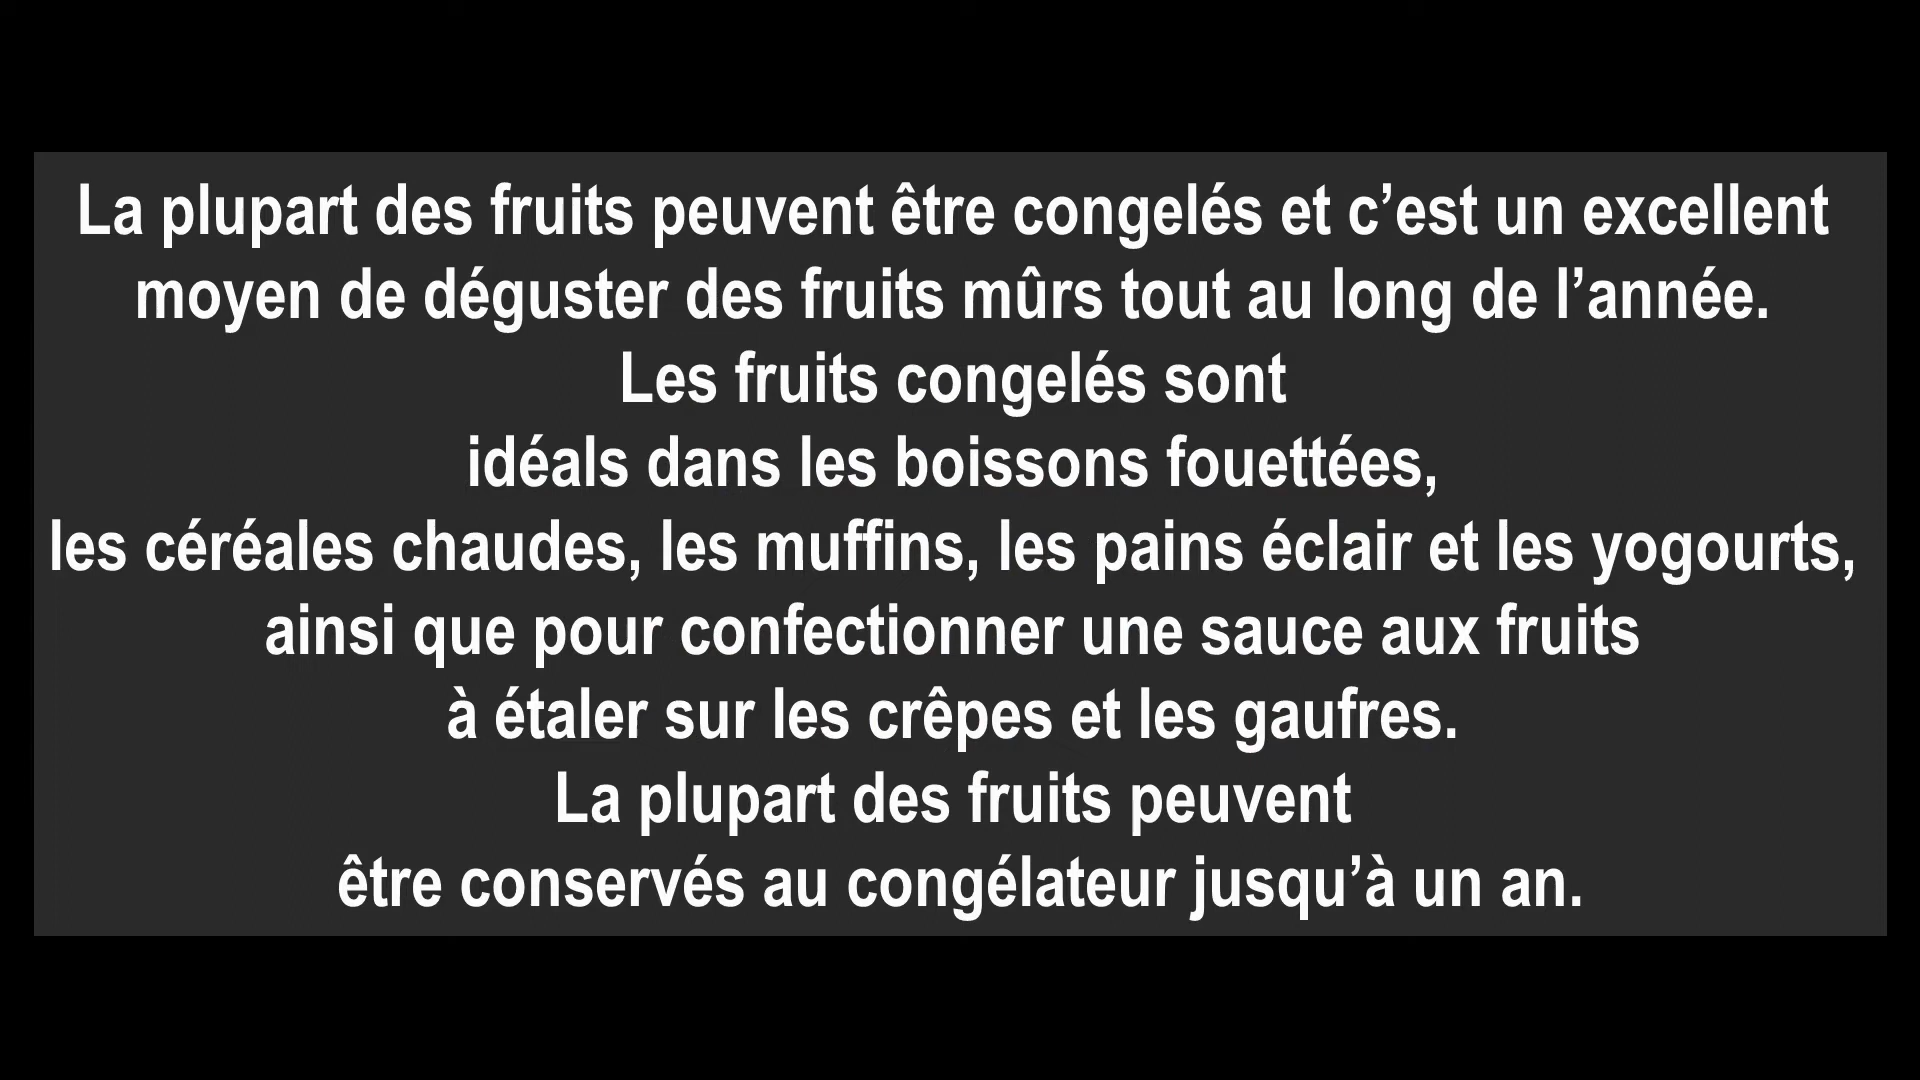 La plupart des fruits peuvent être congelés et c’est un excellent
moyen de déguster des fruits mûrs tout au long de l’année.
Les fruits congelés sont
idéals dans les boissons fouettées,
les céréales chaudes, les muffins, les pains éclair et les yogourts,
ainsi que pour confectionner une sauce aux fruits
à étaler sur les crêpes et les gaufres.
La plupart des fruits peuvent
être conservés au congélateur jusqu’à un an.